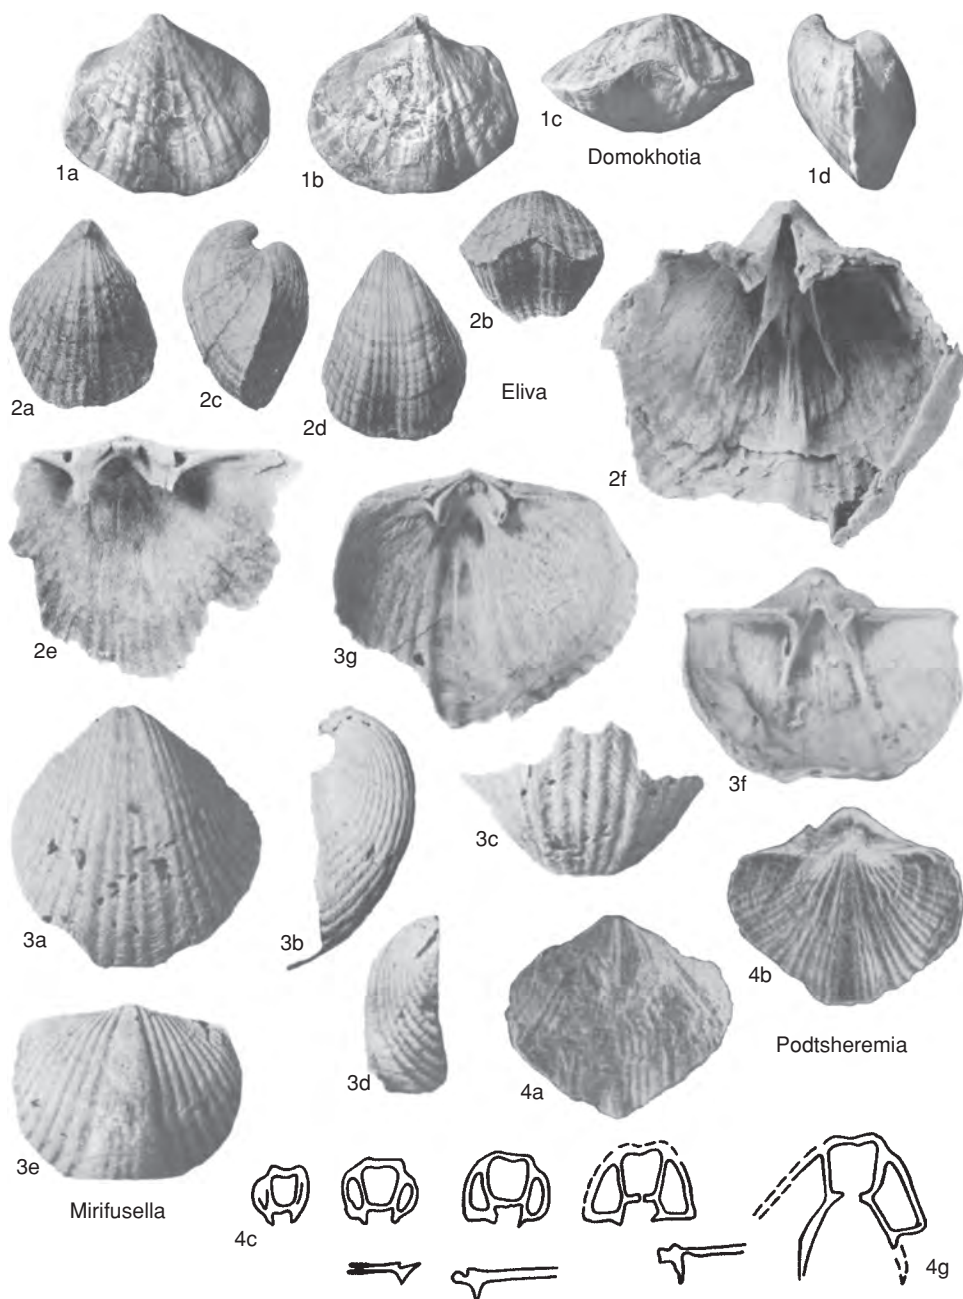 1a
1b
1c
Domokhotia
1d
2a
2c
2d
2b
Eliva
2f
2e
3g
3f
3a
3b
3c
3d
4b
Podtsheremia
4a
3e
Mirifusella
4c
4g